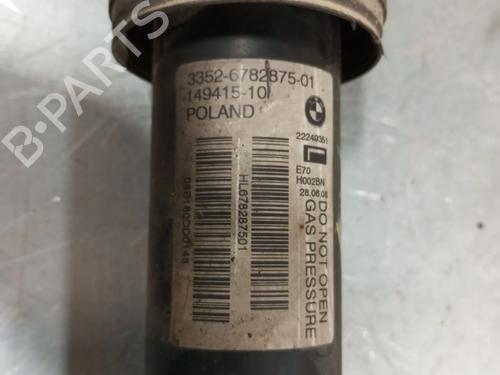 3352-6782875-01
149415-10
POLAND
BMW
22249351
L
E70
H002BN
28.06.08
DO NOT OPEN
GAS PRESSURE
HL678287501
B-PARTS